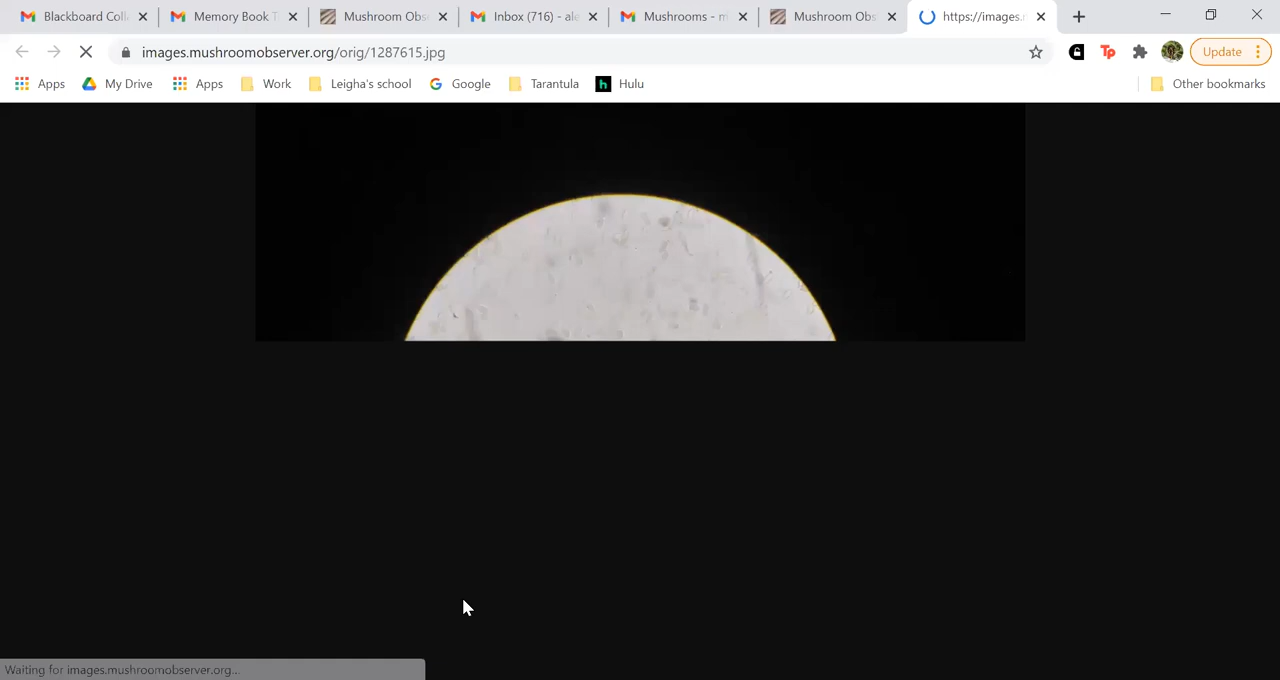 Blackboard Coll
Memory Book T
Mushroom Obs
Inbox (716) - ale
Mushrooms - m
Mushroom Obs
https://images.m
images.mushroomobserver.org/orig/1287615.jpg
Tp
Update
Apps
My Drive
Apps
Work
Leigha's school
G
Google
Tarantula
h
Hulu
Other bookmarks
Waiting for images.mushroomobserver.org...